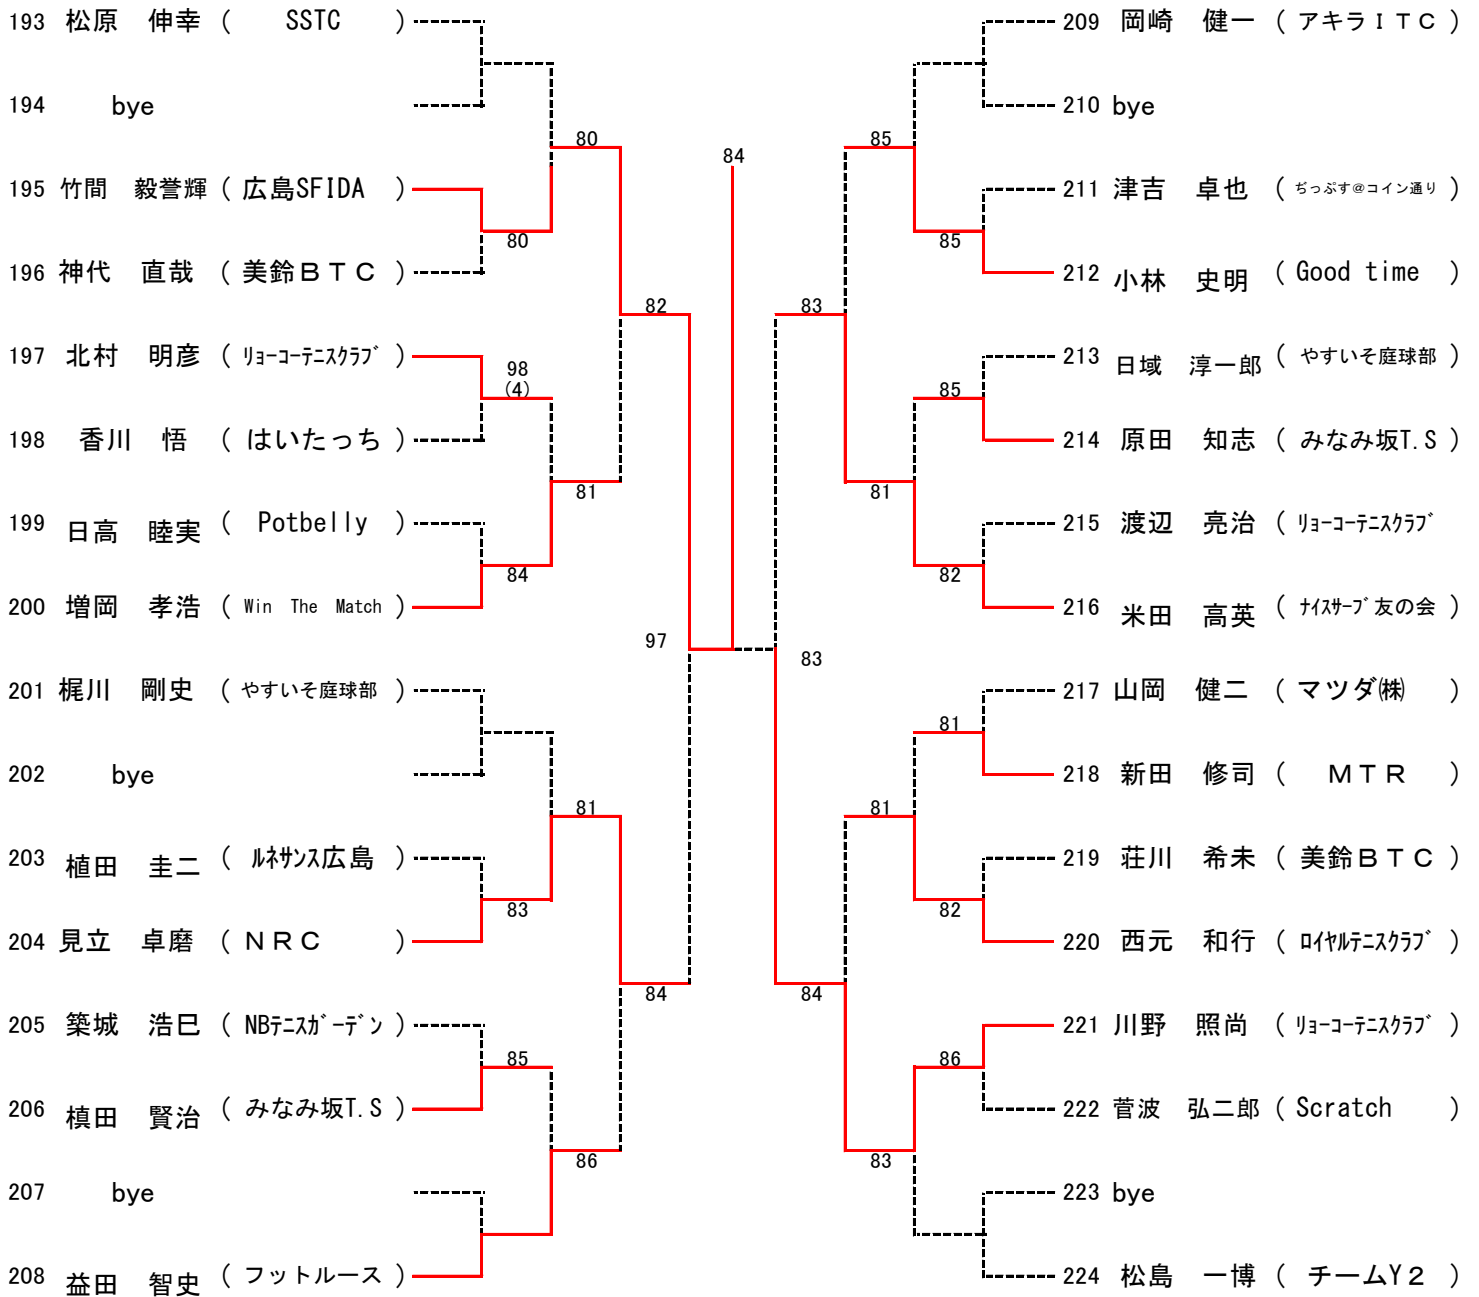 193 松原　伸幸 ( SSTC )
194 bye
195 竹間　毅誉輝 ( 広島SFIDA )
196 神代　直哉 ( 美鈴ＢＴＣ )
197 北村　明彦 ( ﾘｮｰｺｰﾃﾆｽｸﾗﾌﾞ )
198 香川　悟 ( はいたっち )
199 日高　睦実 ( Potbelly )
200 増岡　孝浩 ( Win The Match )
201 梶川　剛史 ( やすいそ庭球部 )
202 bye
203 植田　圭二 ( ﾙﾈｻﾝｽ広島 )
204 見立　卓磨 ( ＮＲＣ )
205 築城　浩巳 ( NBﾃﾆｽｶﾞｰﾃﾞﾝ )
206 槙田　賢治 ( みなみ坂T.S )
207 bye
208 益田　智史 ( フットルース )
80
80
98
(4)
84
81
82
83
81
85
86
84
97
84
209 岡崎　健一 ( アキラＩＴＣ )
210 bye
211 津吉　卓也 ( ぢっぷす@コイン通り )
212 小林　史明 ( Good time )
213 日域　淳一郎 ( やすいそ庭球部 )
214 原田　知志 ( みなみ坂T.S )
215 渡辺　亮治 ( ﾘｮｰｺｰﾃﾆｽｸﾗﾌﾞ
216 米田　高英 ( ﾅｲｽｻｰﾌﾞ友の会 )
217 山岡　健二 ( マツダ㈱ )
218 新田　修司 ( ＭＴＲ )
219 荘川　希未 ( 美鈴ＢＴＣ )
220 西元　和行 ( ﾛｲﾔﾙﾃﾆｽｸﾗﾌﾞ )
221 川野　照尚 ( ﾘｮｰｺｰﾃﾆｽｸﾗﾌﾞ )
222 菅波　弘二郎 ( Scratch )
223 bye
224 松島　一博 ( チームY２ )
85
85
83
85
81
82
83
81
81
82
84
86
83